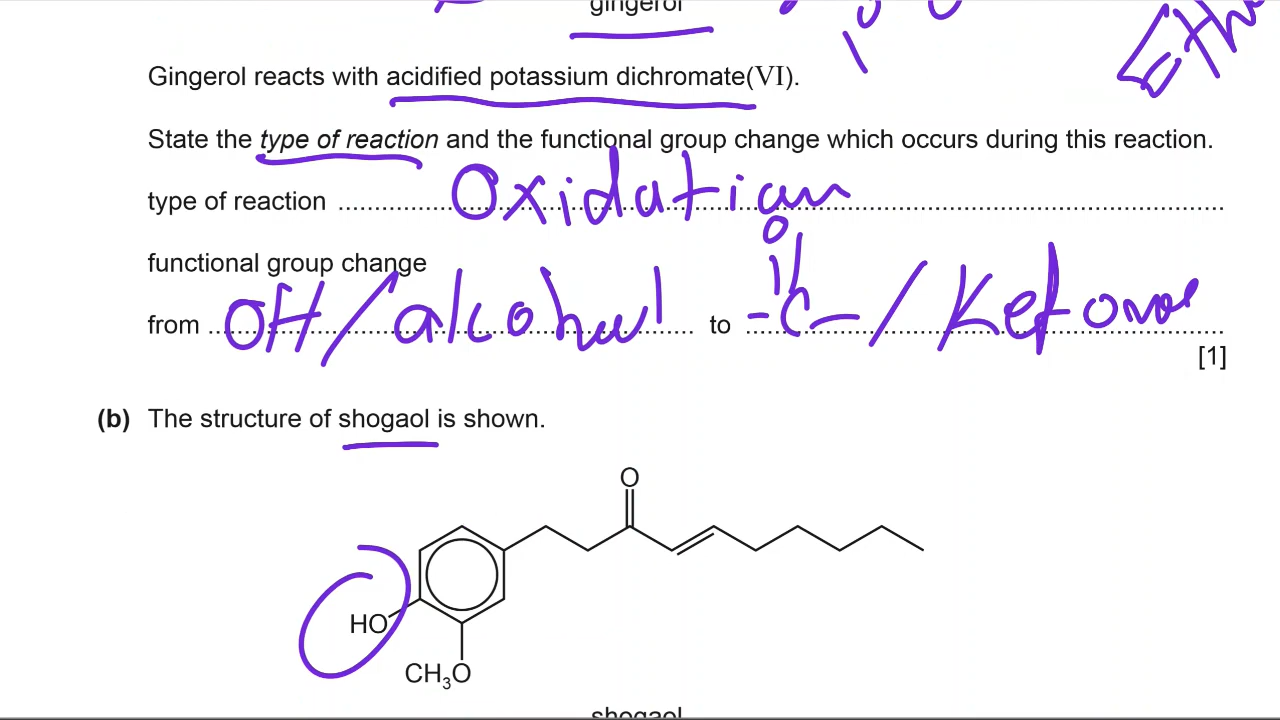 gingerol
Gingerol reacts with acidified potassium dichromate(VI).
State the type of reaction and the functional group change which occurs during this reaction.
type of reaction Oxidation
functional group change
O
from OH/alcohol to -C-/Ketone
[1]
(b) The structure of shogaol is shown.
O
HO
CH₃O
shogaol